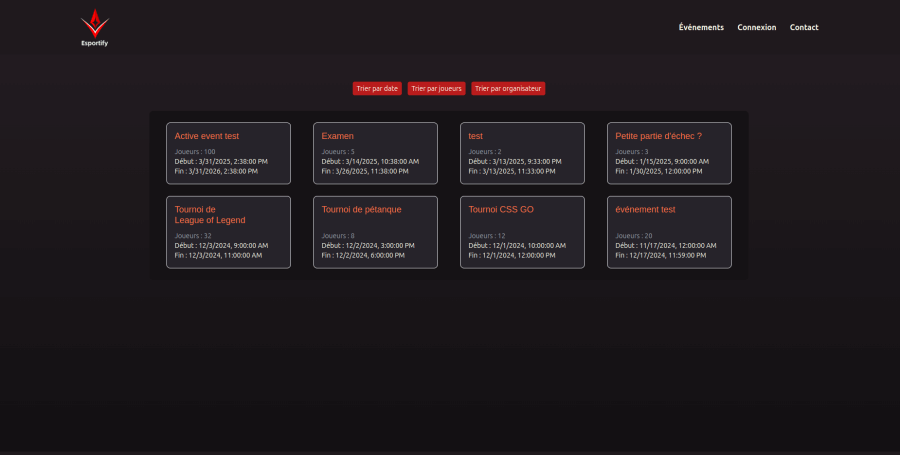 Esportify
Événements
Connexion
Contact
Trier par date
Trier par joueurs
Trier par organisateur
Active event test
Joueurs : 100
Début : 3/31/2025, 2:38:00 PM
Fin : 3/31/2026, 2:38:00 PM
Examen
Joueurs : 5
Début : 3/14/2025, 10:38:00 AM
Fin : 3/26/2025, 11:38:00 PM
test
Joueurs : 2
Début : 3/13/2025, 9:33:00 PM
Fin : 3/13/2025, 11:33:00 PM
Petite partie d'échec ?
Joueurs : 3
Début : 1/15/2025, 9:00:00 AM
Fin : 1/30/2025, 12:00:00 PM
Tournoi de
League of Legend
Joueurs : 32
Début : 12/3/2024, 9:00:00 AM
Fin : 12/3/2024, 11:00:00 AM
Tournoi de pétanque
Joueurs : 8
Début : 12/2/2024, 3:00:00 PM
Fin : 12/2/2024, 6:00:00 PM
Tournoi CSS GO
Joueurs : 12
Début : 12/1/2024, 10:00:00 AM
Fin : 12/1/2024, 12:00:00 PM
événement test
Joueurs : 20
Début : 11/17/2024, 12:00:00 AM
Fin : 12/17/2024, 11:59:00 PM